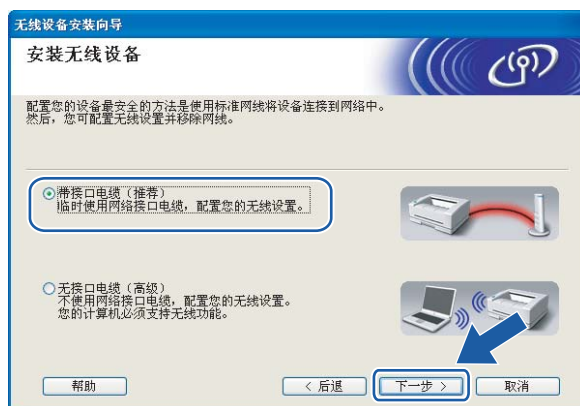 无线设备安装向导
安装无线设备
配置您的设备最安全的方法是使用标准网线将设备连接到网络中。
然后，您可配置无线设置并移除网线。
带接口电缆（推荐）
临时使用网络接口电缆，配置您的无线设置。
无接口电缆（高级）
不使用网络接口电缆，配置您的无线设置。
您的计算机必须支持无线功能。
帮助 < 后退 下一步 > 取消